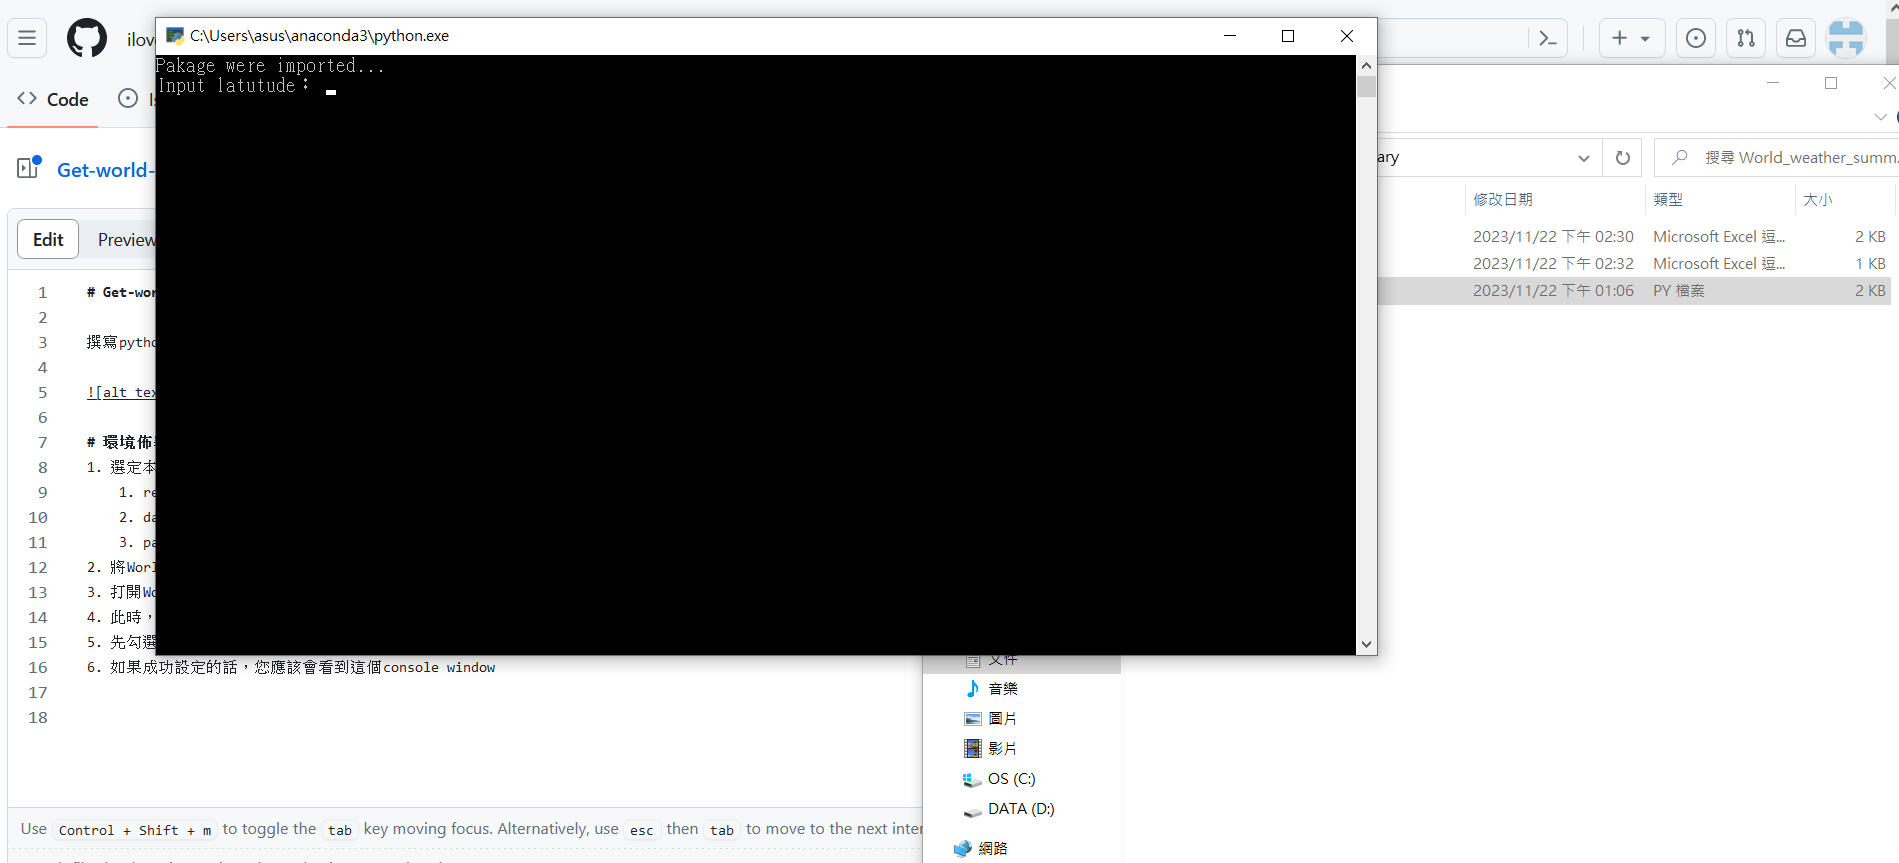 C:\Users\asus\anaconda3\python.exe
Pakage were imported...
Input latutude：
Code
Get-world-
Edit
Preview
ary
搜尋 World_weather_summ
修改日期
類型
大小
2023/11/22 下午 02:30
Microsoft Excel 逗...
2 KB
2023/11/22 下午 02:32
Microsoft Excel 逗...
1 KB
2023/11/22 下午 01:06
PY 檔案
2 KB
1 # Get-wor
2
3 撰寫pytho
4
5 ![alt tex
6
7 # 環境佈
8 1. 選定本
9 1. re
10 2. da
11 3. pa
12 2. 將Worl
13 3. 打開Wo
14 4. 此時，
15 5. 先勾選
16 6. 如果成功設定的話，您應該會看到這個console window
17
18
文件
音樂
圖片
影片
OS (C:)
DATA (D:)
網路
Use Control + Shift + m to toggle the tab key moving focus. Alternatively, use esc then tab to move to the next inter